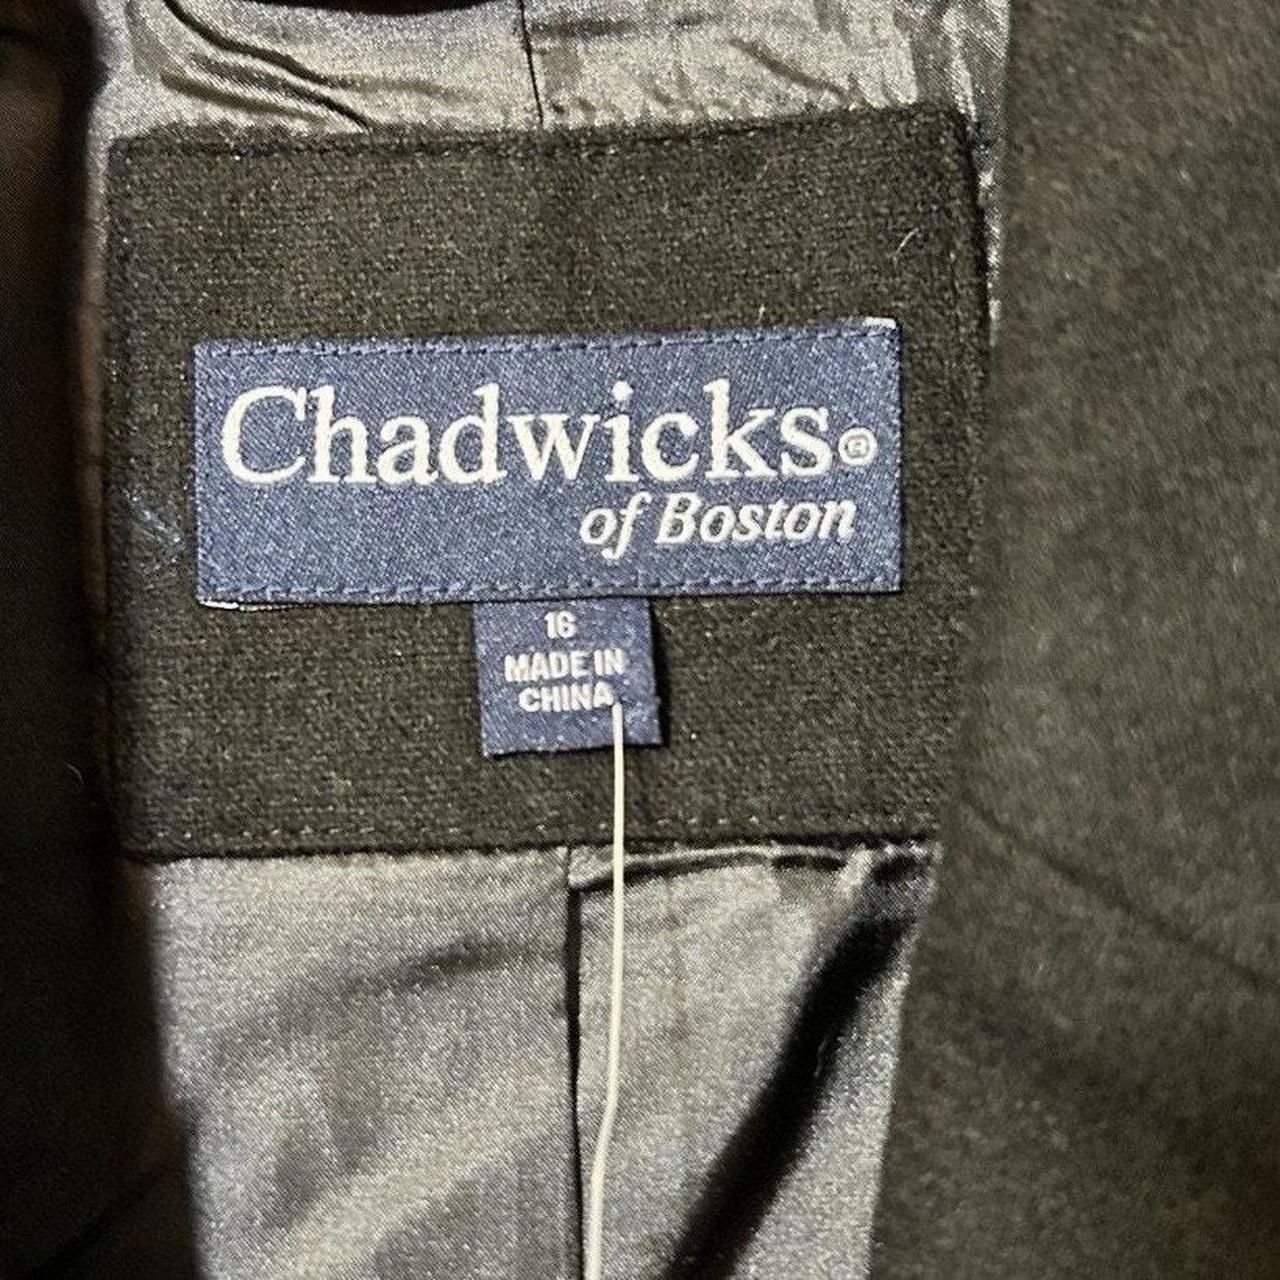 Chadwicks®
of Boston
16
MADE IN
CHINA